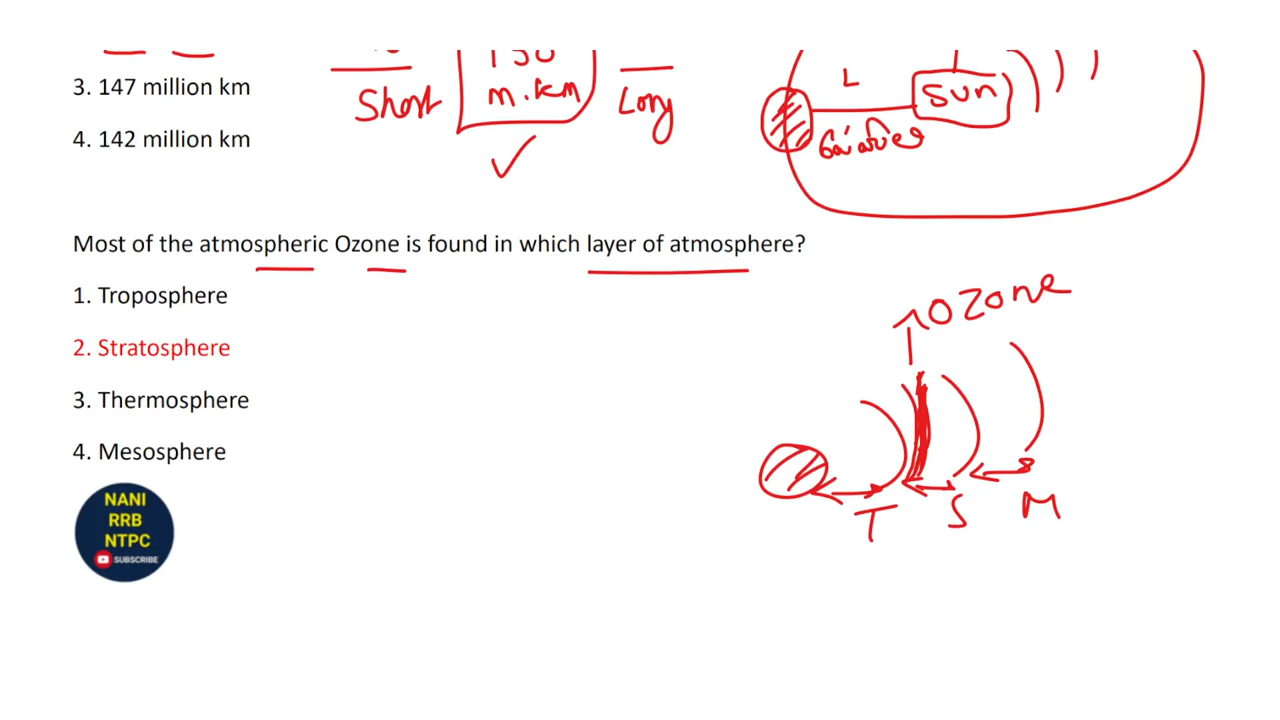 3. 147 million km
150
m.km
Short
Long
L
Sun
4. 142 million km
Most of the atmospheric Ozone is found in which layer of atmosphere?
1. Troposphere
Ozone
2. Stratosphere
3. Thermosphere
4. Mesosphere
T
S
M
NANI
RRB
NTPC
SUBSCRIBE